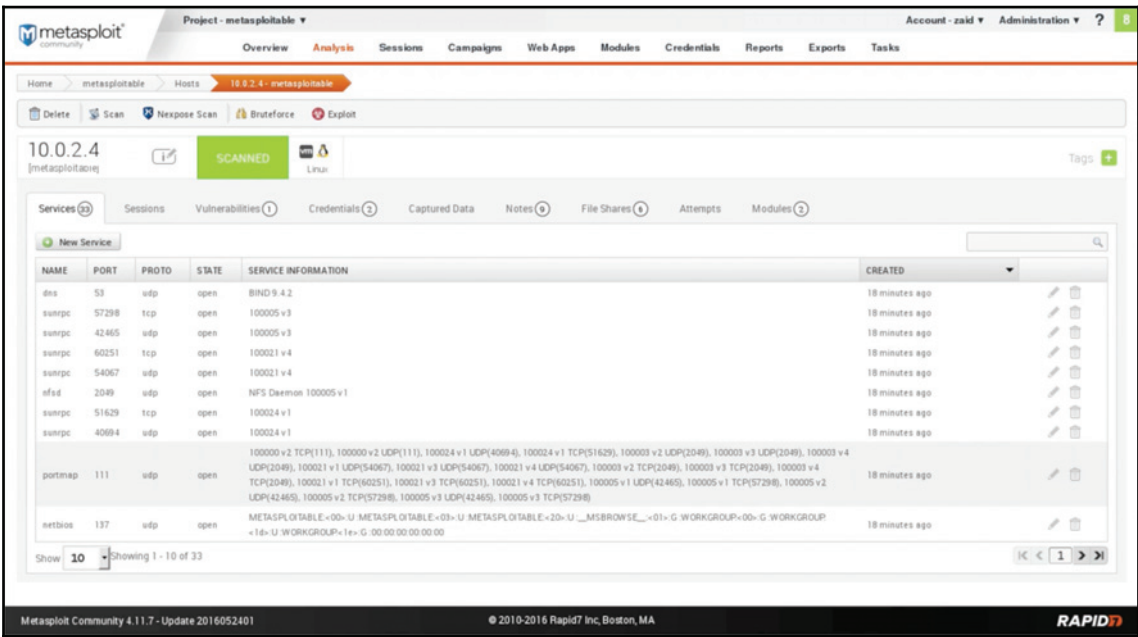 metasploit®
community
Project - metasploitable ▼
Account - zaid ▼ Administration ▼ ? 8
Overview Analysis Sessions Campaigns Web Apps Modules Credentials Reports Exports Tasks
Home metasploitable Hosts 10.0.2.4 - metasploitable
Delete Scan Nexpose Scan Bruteforce Exploit
10.0.2.4
[metasploitable]
SCANNED
vm
Linux
Tags +
Services 33 Sessions Vulnerabilities 1 Credentials 2 Captured Data Notes 9 File Shares 6 Attempts Modules 2
New Service
NAME PORT PROTO STATE SERVICE INFORMATION CREATED
dns 53 udp open BIND 9.4.2 18 minutes ago
sunrpc 57298 tcp open 100005 v3 18 minutes ago
sunrpc 42465 udp open 100005 v3 18 minutes ago
sunrpc 60251 tcp open 100021 v4 18 minutes ago
sunrpc 54067 udp open 100021 v4 18 minutes ago
nfsd 2049 udp open NFS Daemon 100005 v1 18 minutes ago
sunrpc 51629 tcp open 100024 v1 18 minutes ago
sunrpc 40694 udp open 100024 v1 18 minutes ago
100000 v2 TCP(111), 100000 v2 UDP(111), 100024 v1 UDP(40694), 100024 v1 TCP(51629), 100003 v2 UDP(2049), 100003 v3 UDP(2049), 100003 v4
UDP(2049), 100021 v1 UDP(54067), 100021 v3 UDP(54067), 100021 v4 UDP(54067), 100003 v2 TCP(2049), 100003 v3 TCP(2049), 100003 v4
portmap 111 udp open TCP(2049), 100021 v1 TCP(60251), 100021 v3 TCP(60251), 100021 v4 TCP(60251), 100005 v1 UDP(42465), 100005 v1 TCP(57298), 100005 v2 18 minutes ago
UDP(42465), 100005 v2 TCP(57298), 100005 v3 UDP(42465), 100005 v3 TCP(57298)
netbios 137 udp open METASPLOITABLE:<00>:U :METASPLOITABLE:<03>:U :METASPLOITABLE:<20>:U :__MSBROWSE__:<01>:G :WORKGROUP:<00>:G :WORKGROUP: 18 minutes ago
<1d>:U :WORKGROUP:<1e>:G :00:00:00:00:00:00
Show 10 Showing 1 - 10 of 33 1
Metasploit Community 4.11.7 - Update 2016052401 © 2010-2016 Rapid7 Inc, Boston, MA RAPID7